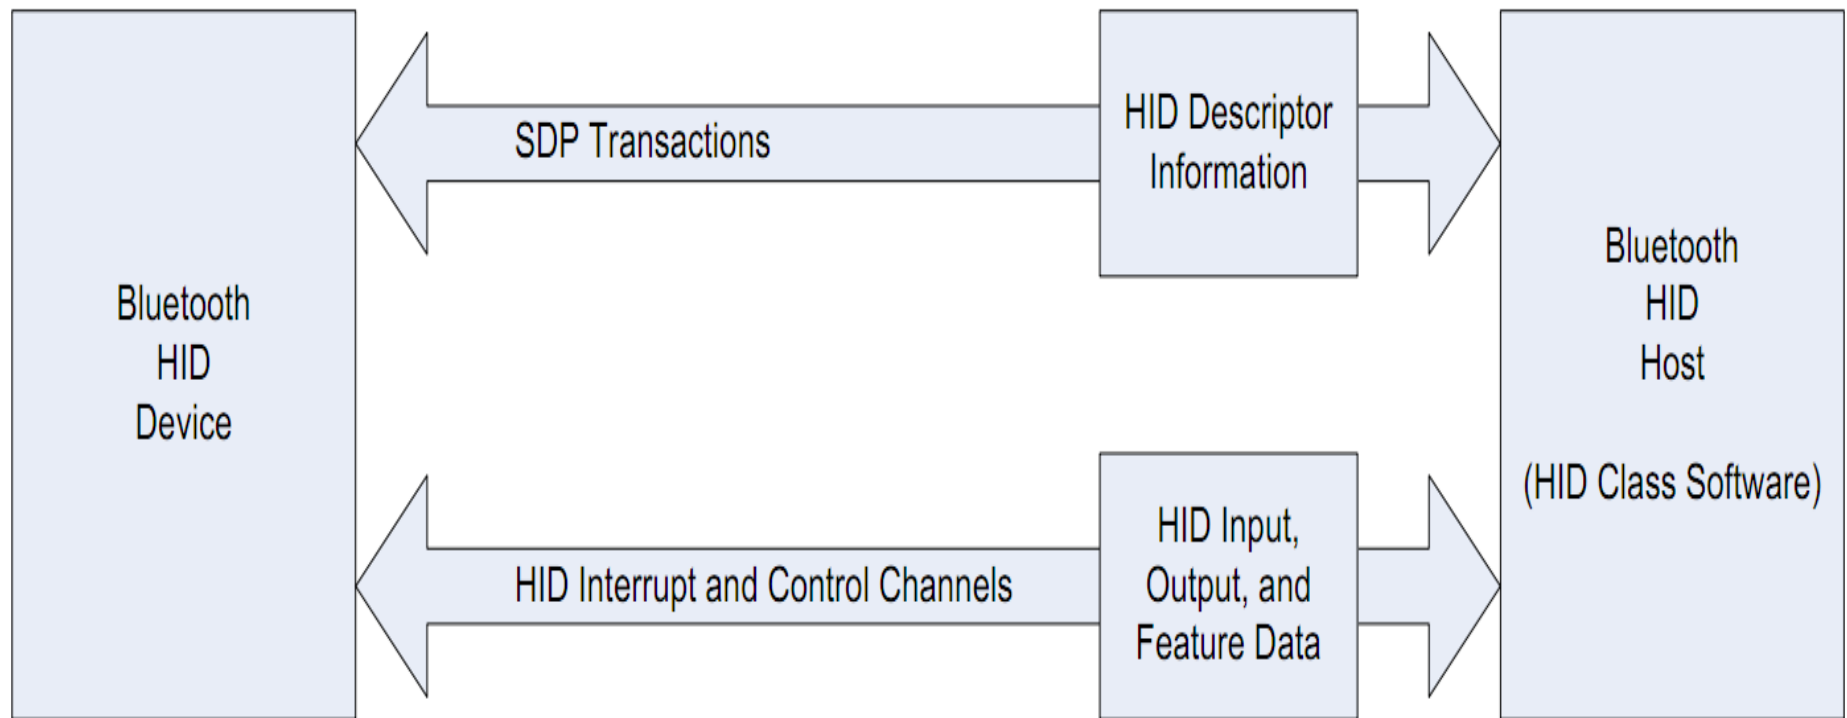 Bluetooth
HID
Device
SDP Transactions
HID Descriptor
Information
HID Interrupt and Control Channels
HID Input,
Output, and
Feature Data
Bluetooth
HID
Host
(HID Class Software)